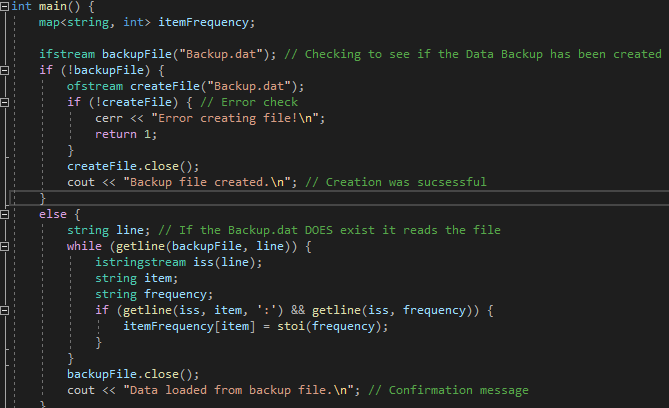 int main() {
    map<string, int> itemFrequency;

    ifstream backupFile("Backup.dat"); // Checking to see if the Data Backup has been created
    if (!backupFile) {
        ofstream createFile("Backup.dat");
        if (!createFile) { // Error check
            cerr << "Error creating file!\n";
            return 1;
        }
        createFile.close();
        cout << "Backup file created.\n"; // Creation was sucsessful
    }
    else {
        string line; // If the Backup.dat DOES exist it reads the file
        while (getline(backupFile, line)) {
            istringstream iss(line);
            string item;
            string frequency;
            if (getline(iss, item, ':') && getline(iss, frequency)) {
                itemFrequency[item] = stoi(frequency);
            }
        }
        backupFile.close();
        cout << "Data loaded from backup file.\n"; // Confirmation message
    }